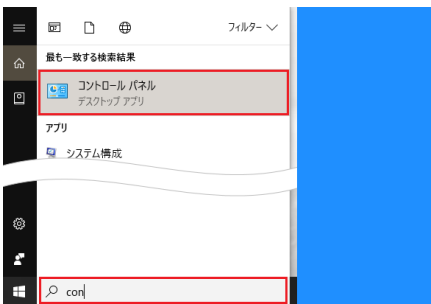 フィルター
最も一致する検索結果
コントロール パネル
デスクトップ アプリ
アプリ
システム構成
con